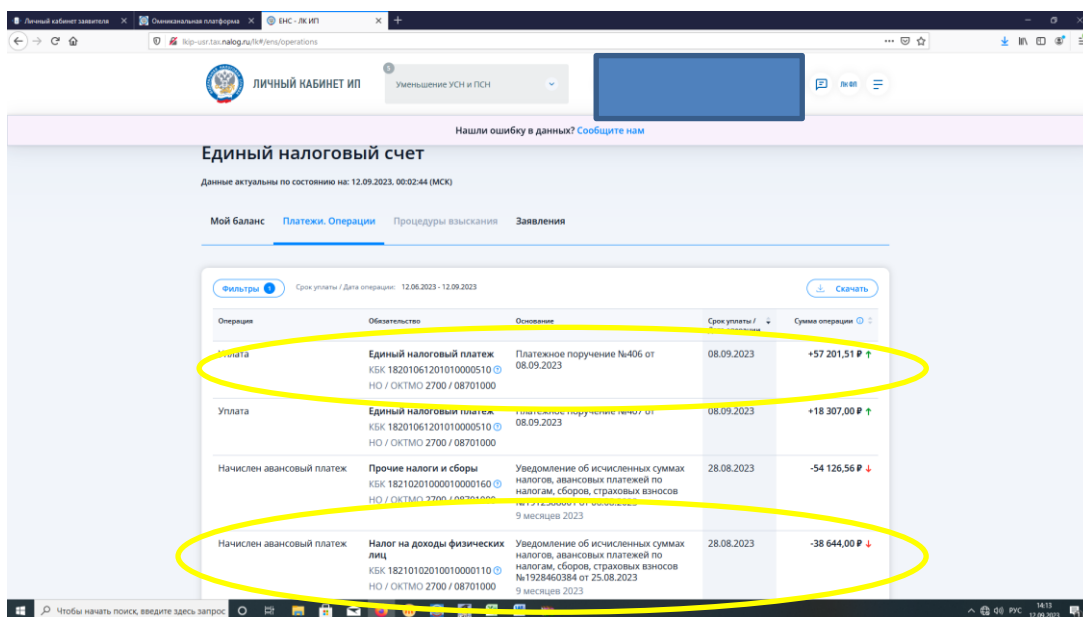 Личный кабинет заявителя
Омниканальная платформа
ЕНС - ЛК ИП
lkip-usr.tax.nalog.ru/lk#/ens/operations
ЛИЧНЫЙ КАБИНЕТ ИП
5
Уменьшение УСН и ПСН
ЛК ФЛ
Нашли ошибку в данных? Сообщите нам
Единый налоговый счет
Данные актуальны по состоянию на: 12.09.2023, 00:02:44 (МСК)
Мой баланс Платежи. Операции Процедуры взыскания Заявления
Фильтры Срок уплаты / Дата операции: 12.06.2023 - 12.09.2023 Скачать
Операция Обязательство Основание Срок уплаты / Сумма операции
Уплата Единый налоговый платеж Платежное поручение №406 от 08.09.2023 +57 201,51 ₽
КБК 18201061201010000510 08.09.2023
НО / ОКТМО 2700 / 08701000
Уплата Единый налоговый платеж Платежное поручение №407 от 08.09.2023 +18 307,00 ₽
КБК 18201061201010000510 08.09.2023
НО / ОКТМО 2700 / 08701000
Начислен авансовый платеж Прочие налоги и сборы Уведомление об исчисленных суммах 28.08.2023 -54 126,56 ₽
КБК 18210201000010000160 налогов, авансовых платежей по
НО / ОКТМО 2700 / 08701000 налогам, сборов, страховых взносов
9 месяцев 2023
Начислен авансовый платеж Налог на доходы физических Уведомление об исчисленных суммах 28.08.2023 -38 644,00 ₽
лиц налогов, авансовых платежей по
КБК 18210102010010000110 налогам, сборов, страховых взносов
НО / ОКТМО 2700 / 08701000 №1928460384 от 25.08.2023
9 месяцев 2023
Чтобы начать поиск, введите здесь запрос
РУС 14:13
12.09.2023